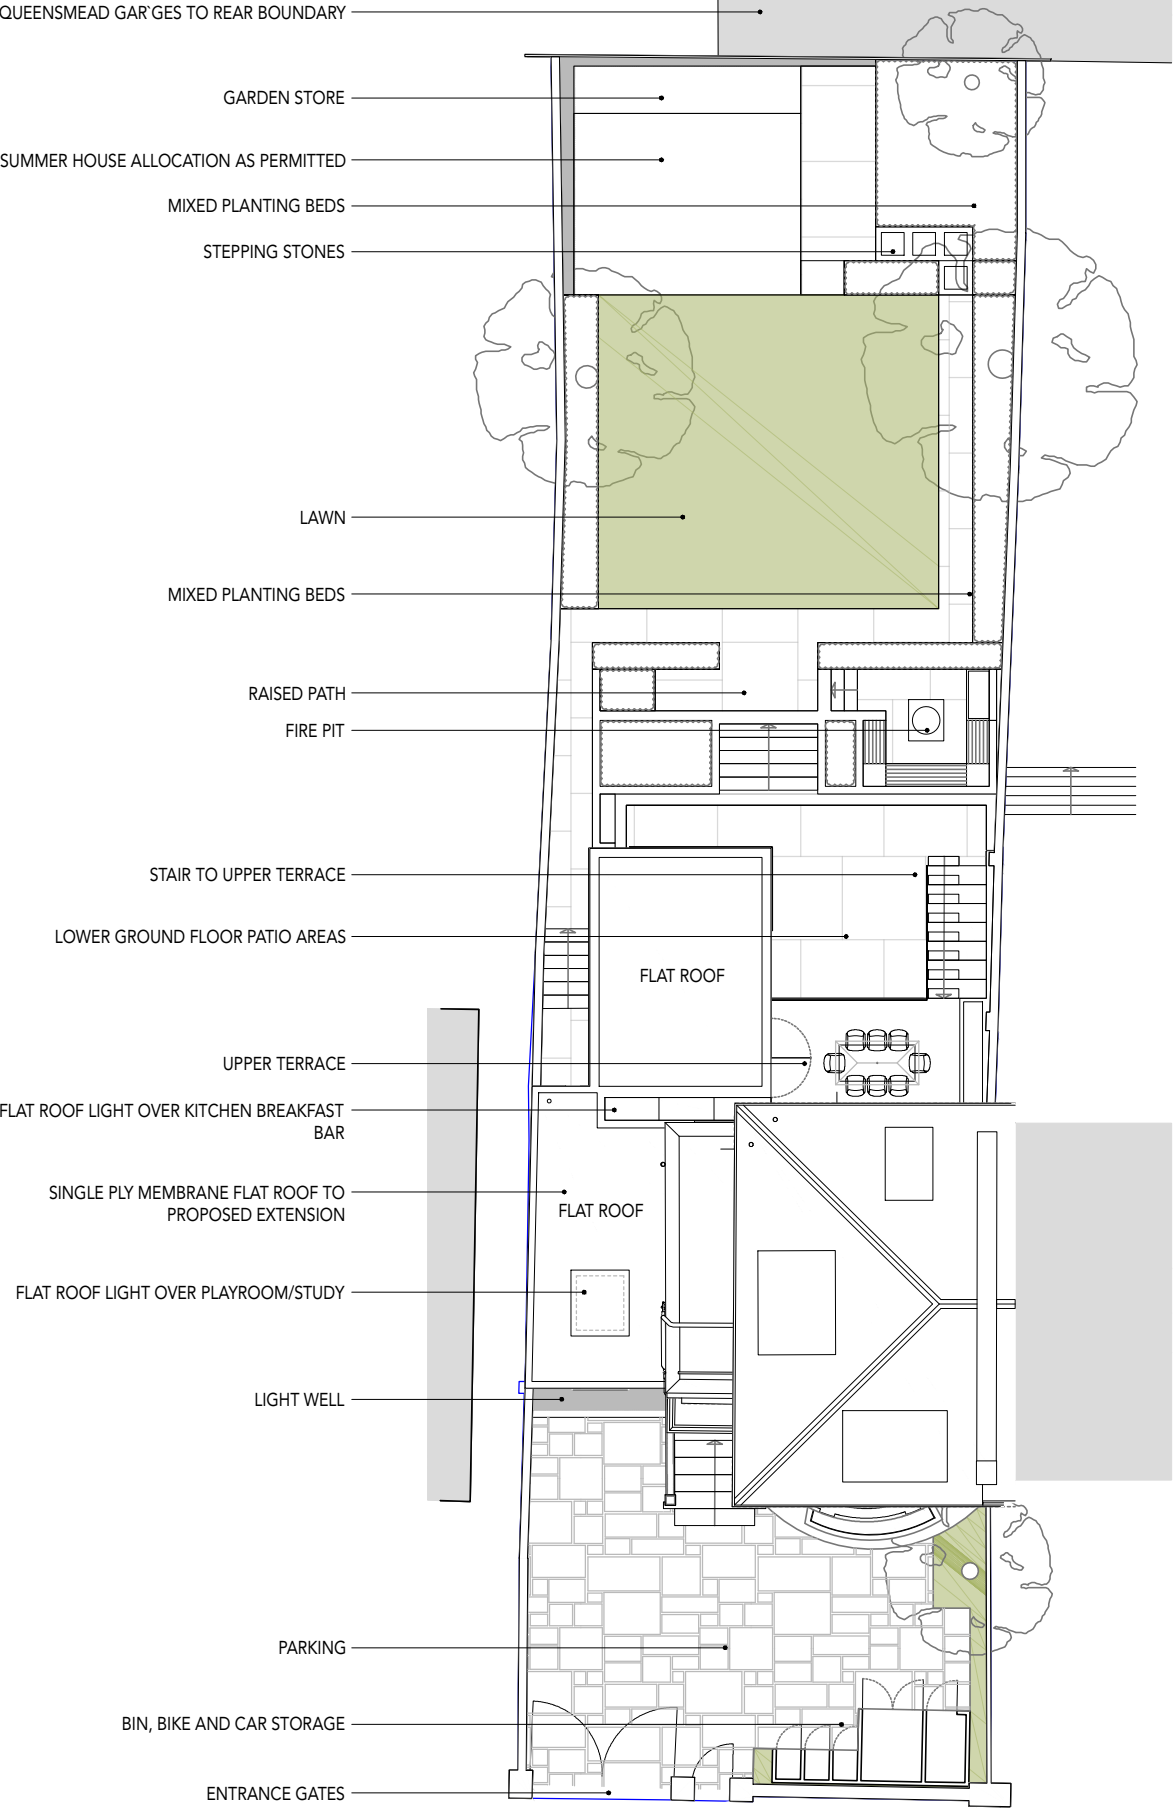 QUEENSMEAD GAR`GES TO REAR BOUNDARY
GARDEN STORE
SUMMER HOUSE ALLOCATION AS PERMITTED
MIXED PLANTING BEDS
STEPPING STONES
LAWN
MIXED PLANTING BEDS
RAISED PATH
FIRE PIT
STAIR TO UPPER TERRACE
LOWER GROUND FLOOR PATIO AREAS
FLAT ROOF
UPPER TERRACE
FLAT ROOF LIGHT OVER KITCHEN BREAKFAST
BAR
SINGLE PLY MEMBRANE FLAT ROOF TO
PROPOSED EXTENSION
FLAT ROOF
FLAT ROOF LIGHT OVER PLAYROOM/STUDY
LIGHT WELL
PARKING
BIN, BIKE AND CAR STORAGE
ENTRANCE GATES